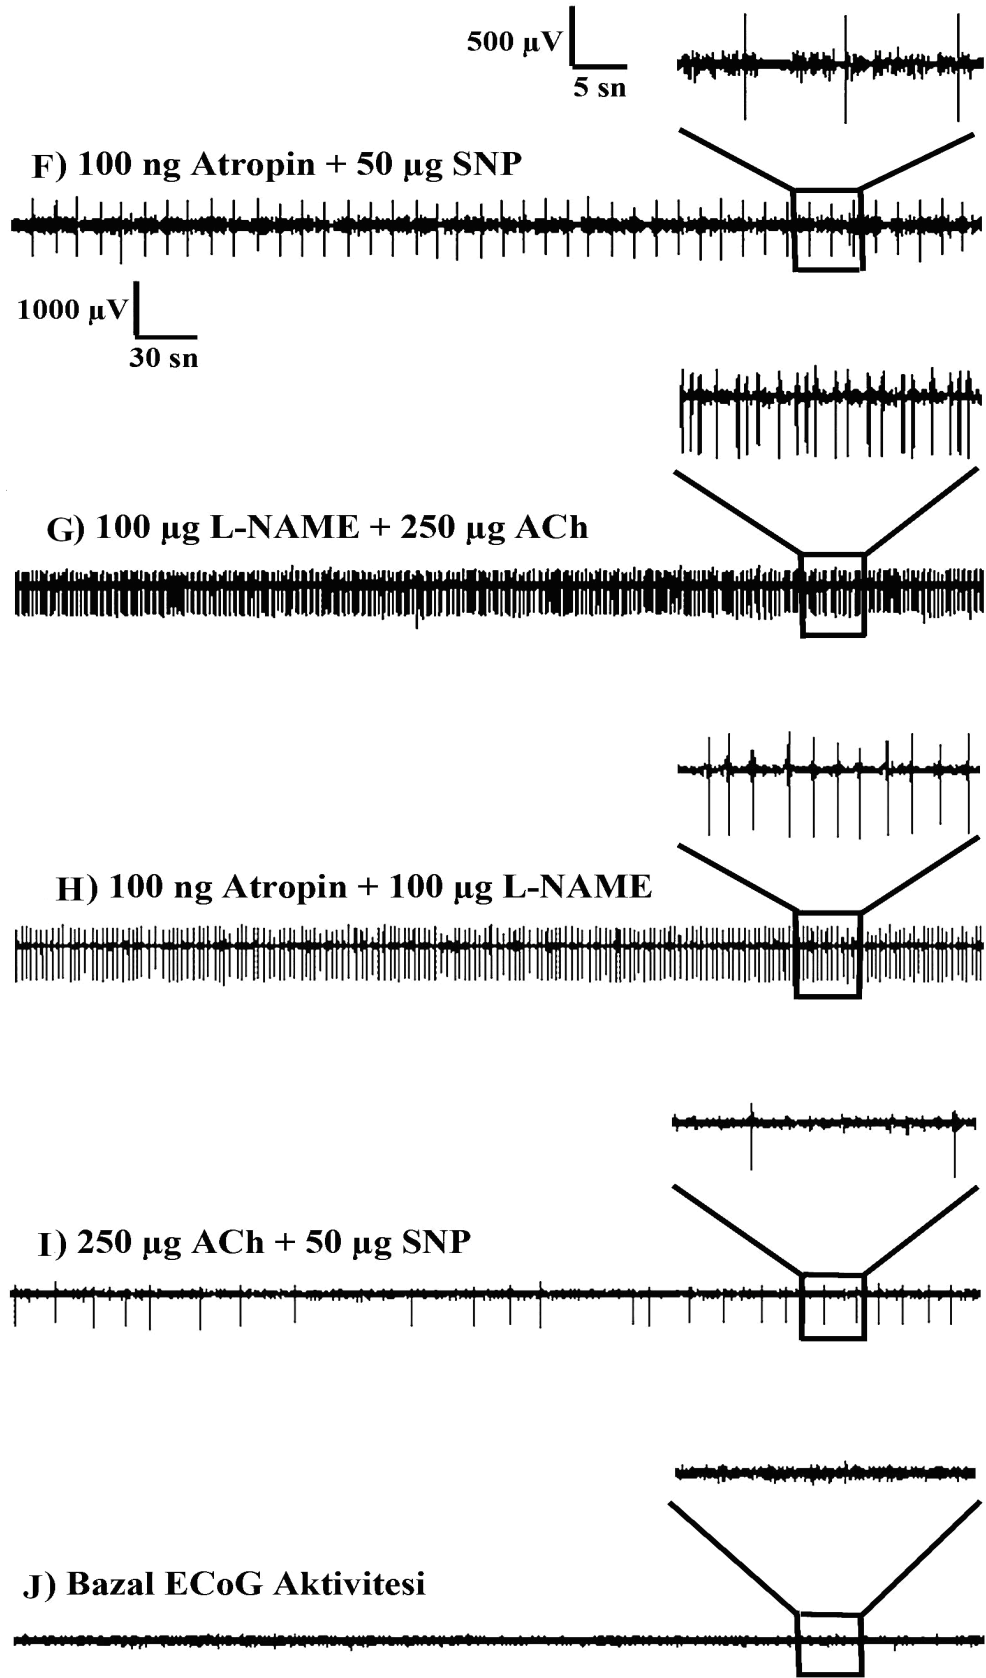 500 µV
5 sn
F) 100 ng Atropin + 50 µg SNP
1000 µV
30 sn
G) 100 µg L-NAME + 250 µg ACh
H) 100 ng Atropin + 100 µg L-NAME
I) 250 µg ACh + 50 µg SNP
J) Bazal ECoG Aktivitesi